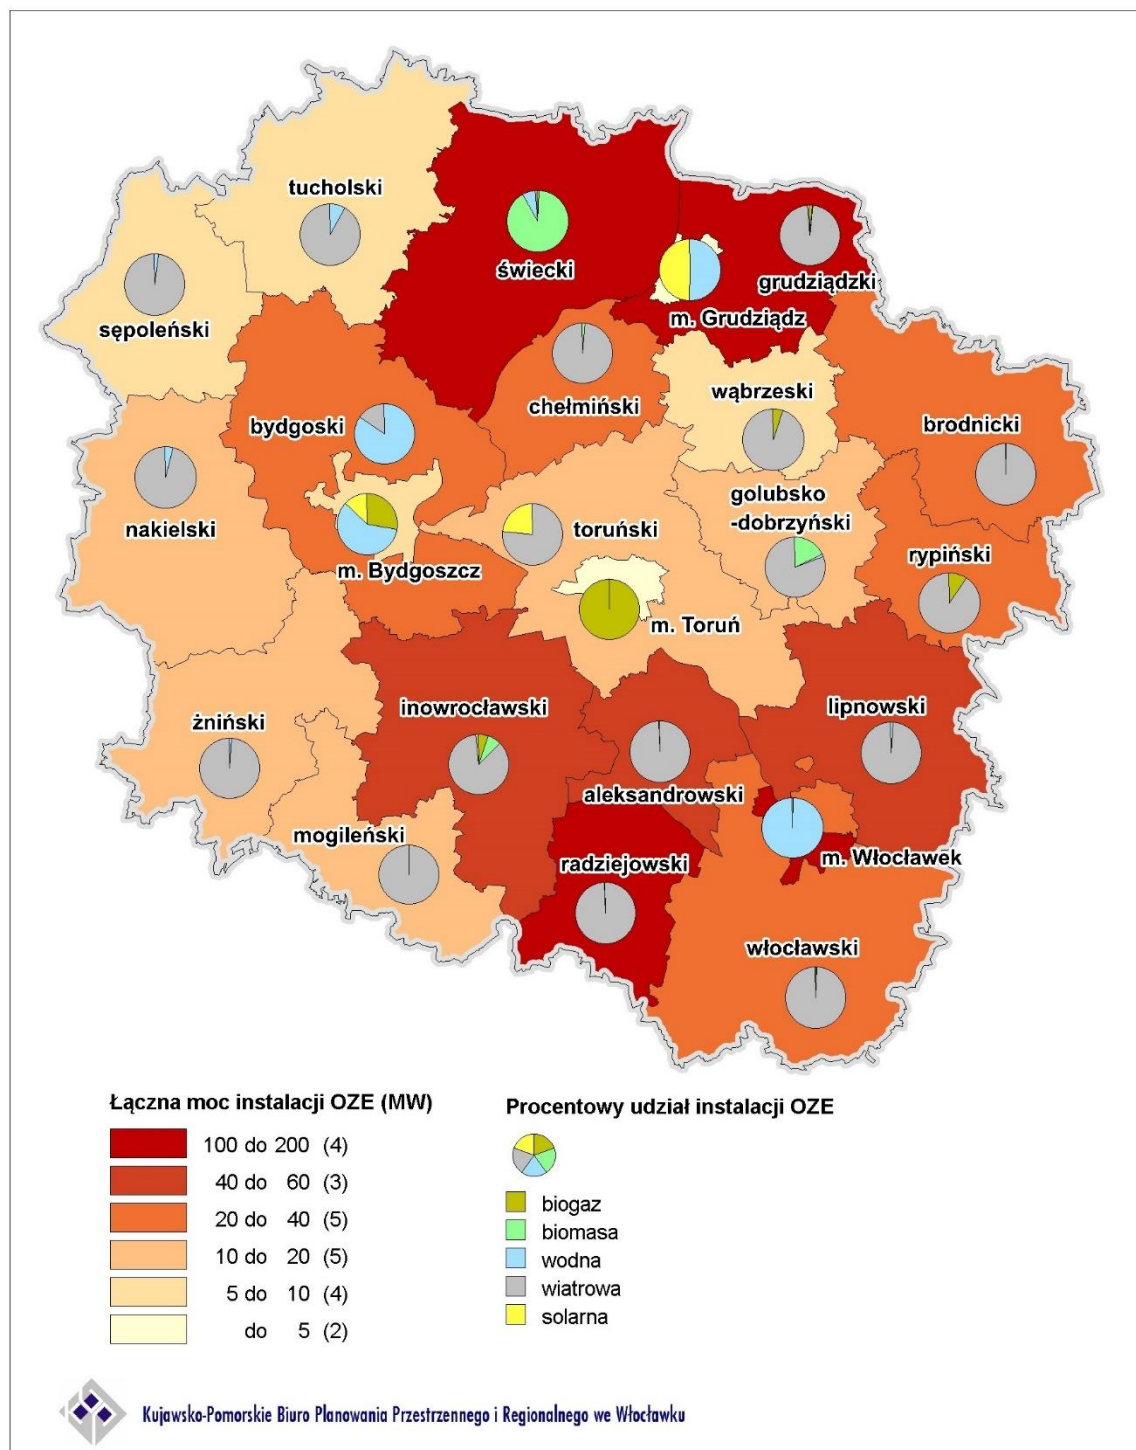 tucholski
świecki
grudziądzki
sępoleński
m. Grudziądz
chełmiński
wąbrzeski
bydgoski
brodnicki
nakielski
golubsko
-dobrzyński
toruński
rypiński
m. Bydgoszcz
m. Toruń
inowrocławski
lipnowski
żniński
aleksandrowski
mogileński
radziejowski
m. Włocławek
włocławski
Łączna moc instalacji OZE (MW)
100 do 200 (4)
40 do 60 (3)
20 do 40 (5)
10 do 20 (5)
5 do 10 (4)
do 5 (2)
Procentowy udział instalacji OZE
biogaz
biomasa
wodna
wiatrowa
solarna
Kujawsko-Pomorskie Biuro Planowania Przestrzennego i Regionalnego we Włocławku